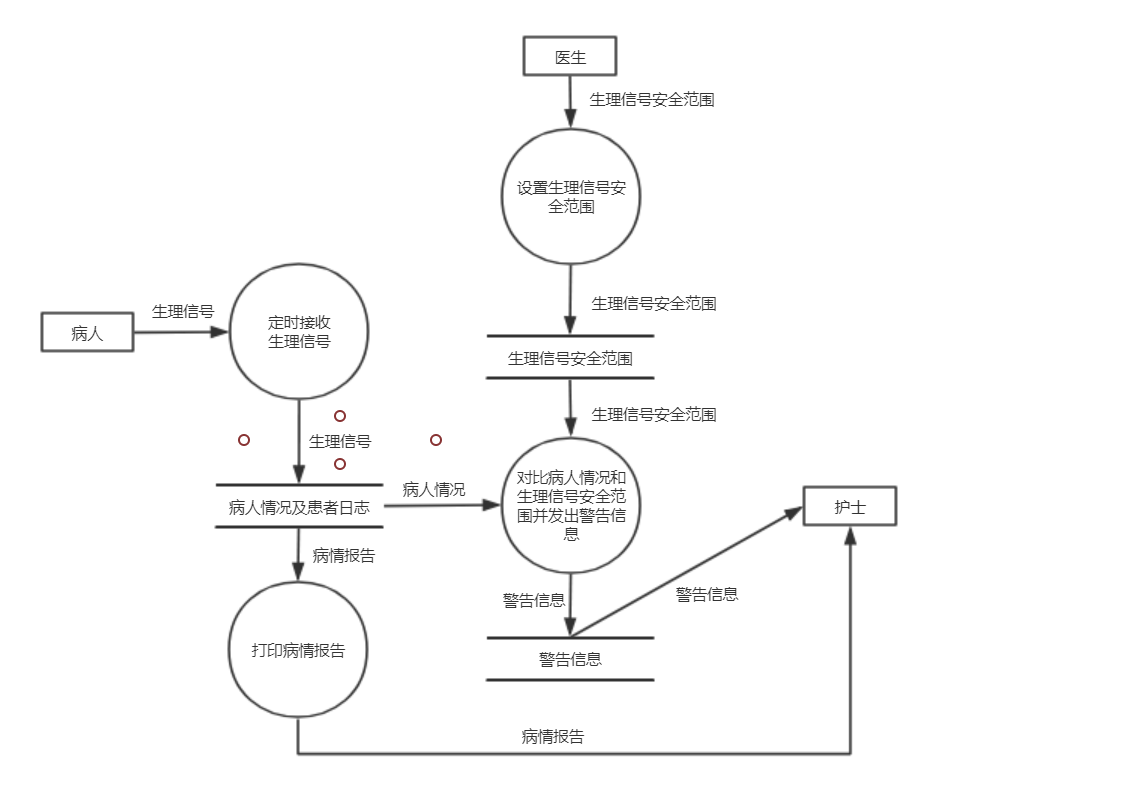 医生
生理信号安全范围
设置生理信号安
全范围
生理信号安全范围
生理信号
病人
定时接收
生理信号
生理信号安全范围
生理信号安全范围
生理信号
病人情况及患者日志
病人情况
对比病人情况和
生理信号安全范
围并发出警告信
息
护士
病情报告
警告信息
警告信息
打印病情报告
警告信息
病情报告